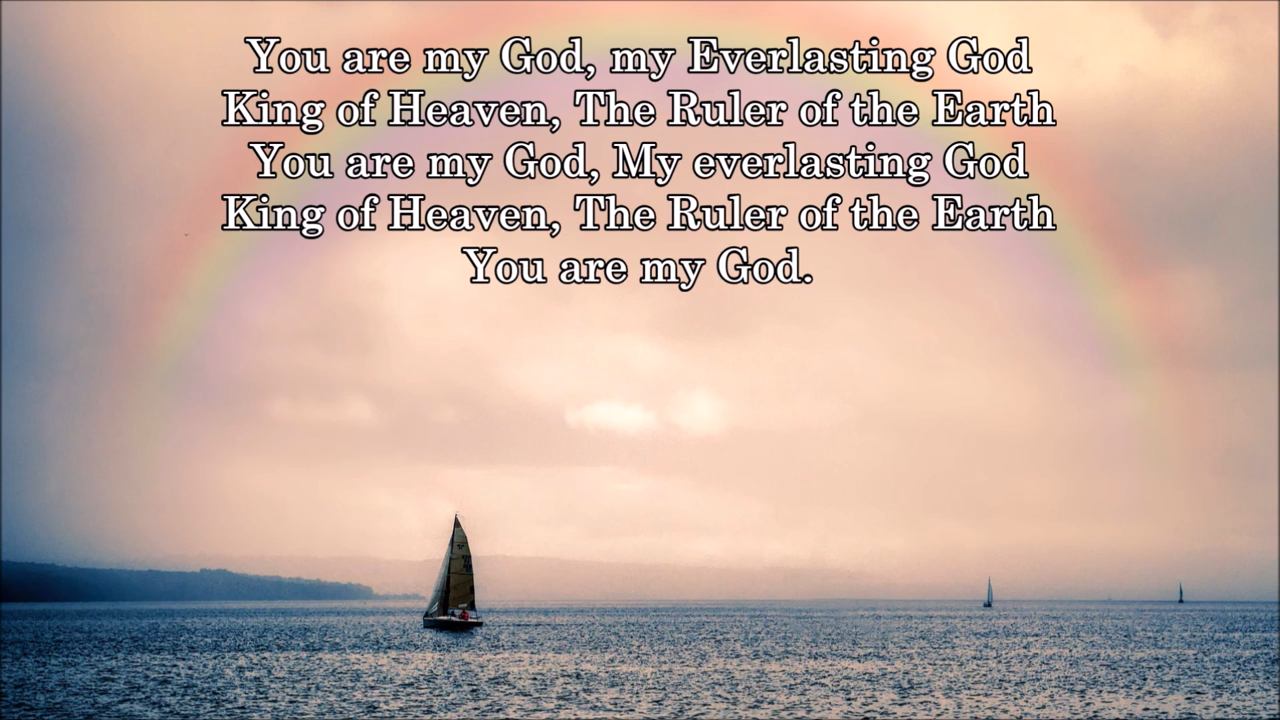 You are my God, my Everlasting God
King of Heaven, The Ruler of the Earth
You are my God, My everlasting God
King of Heaven, The Ruler of the Earth
You are my God.